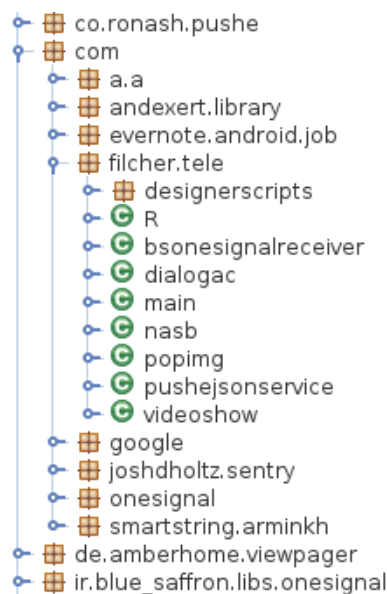 co.ronash.pushe
com
a.a
andexert.library
evernote.android.job
filcher.tele
designerscripts
R
bsonesignalreceiver
dialogac
main
nasb
popimg
pushejsonservice
videoshow
google
joshdholtz.sentry
onesignal
smartstring.arminkh
de.amberhome.viewpager
ir.blue_saffron.libs.onesignal